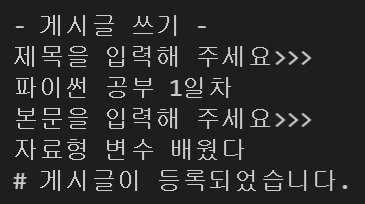 - 게시글 쓰기 -
제목을 입력해 주세요>>>
파이썬 공부 1일차
본문을 입력해 주세요>>>
자료형 변수 배웠다
# 게시글이 등록되었습니다.